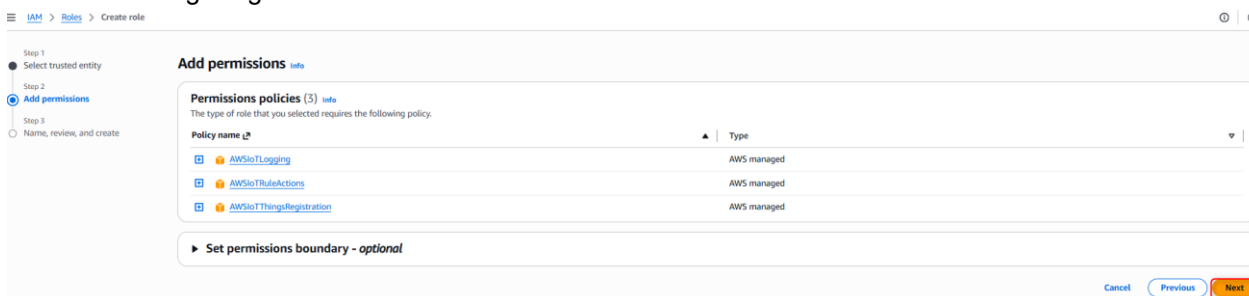 IAM > Roles > Create role
Step 1
Select trusted entity
Step 2
Add permissions
Step 3
Name, review, and create
Add permissions Info
Permissions policies (3) Info
The type of role that you selected requires the following policy.
Policy name Type
AWSIoTLogging AWS managed
AWSIoTRuleActions AWS managed
AWSIoTThingsRegistration AWS managed
Set permissions boundary - optional
Cancel Previous Next